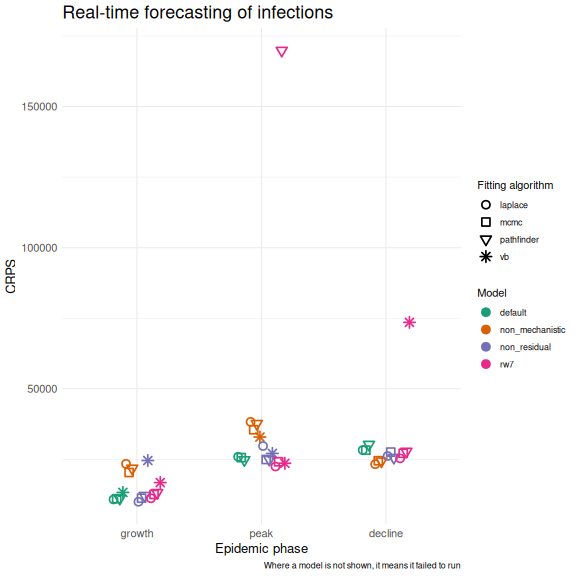 Real-time forecasting of infections
150000
100000
50000
CRPS
growth
peak
decline
Epidemic phase
Where a model is not shown, it means it failed to run
Fitting algorithm
laplace
mcmc
pathfinder
vb
Model
default
non_mechanistic
non_residual
rw7